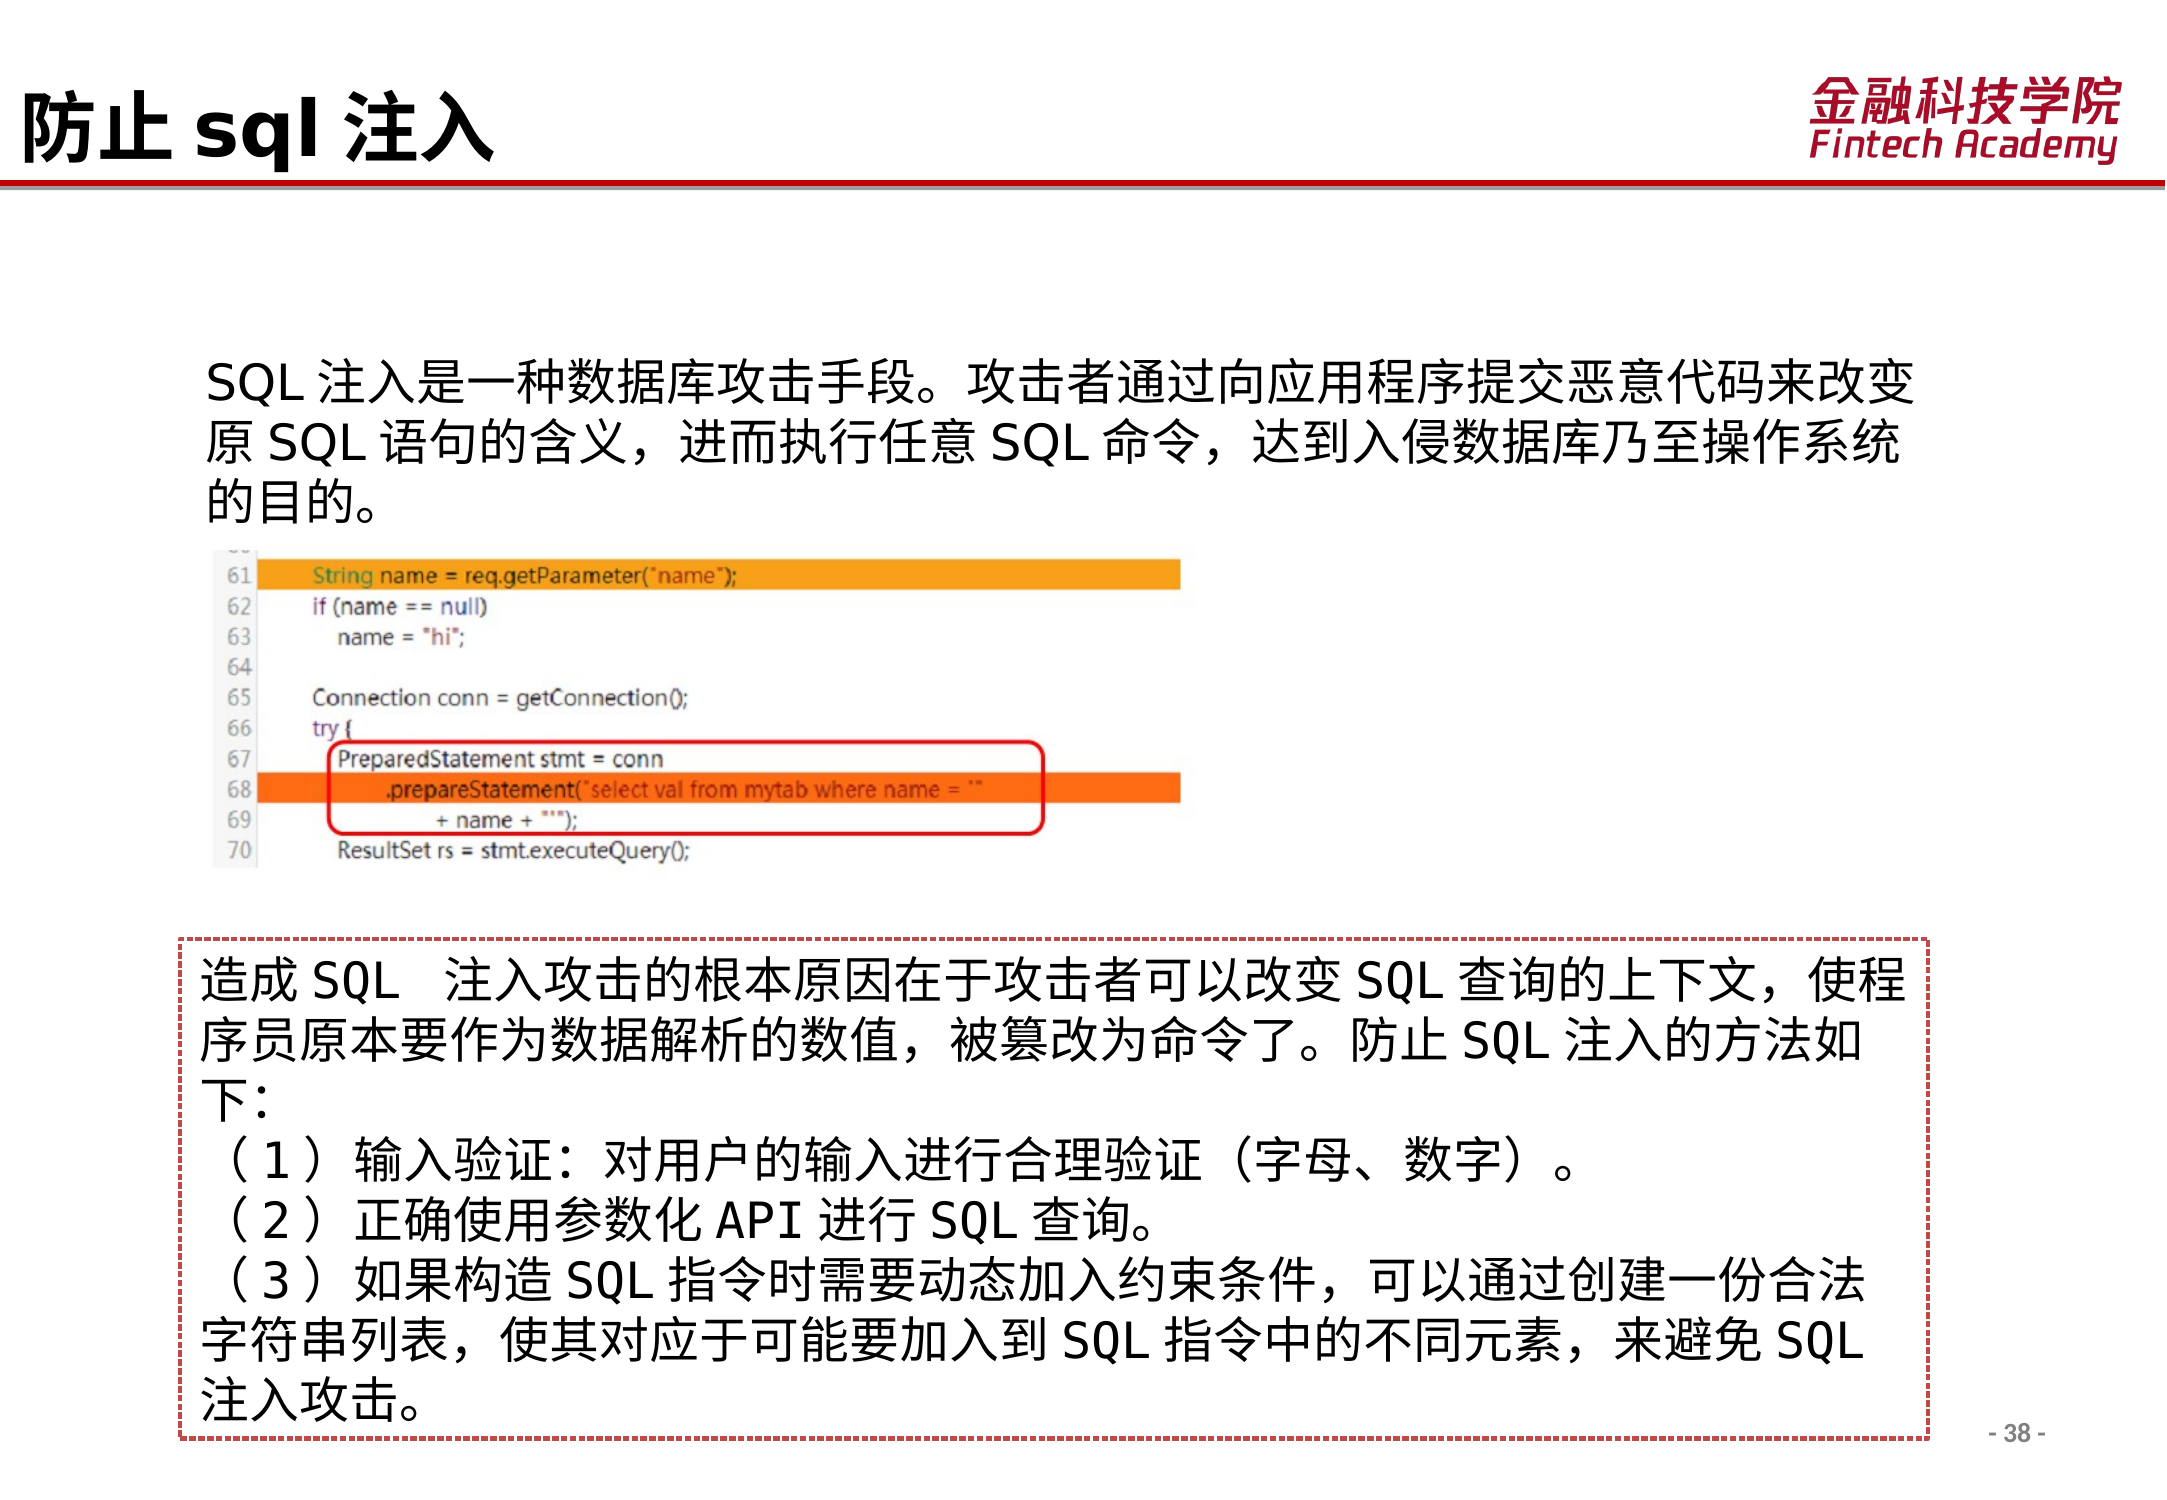 防止 sql 注入
金融科技学院
Fintech Academy
SQL 注入是一种数据库攻击手段。攻击者通过向应用程序提交恶意代码来改变
原 SQL 语句的含义，进而执行任意 SQL 命令，达到入侵数据库乃至操作系统
的目的。
61 String name = req.getParameter("name");
62 if (name == null)
63 name = "hi";
64
65 Connection conn = getConnection();
66 try {
67 PreparedStatement stmt = conn
68 .prepareStatement("select val from mytab where name = '"
69 + name + "'");
70 ResultSet rs = stmt.executeQuery();
造成 SQL 注入攻击的根本原因在于攻击者可以改变 SQL 查询的上下文，使程
序员原本要作为数据解析的数值，被篡改为命令了。防止 SQL 注入的方法如
下：
（1）输入验证：对用户的输入进行合理验证（字母、数字）。
（2）正确使用参数化 API 进行 SQL 查询。
（3）如果构造 SQL 指令时需要动态加入约束条件，可以通过创建一份合法
字符串列表，使其对应于可能要加入到 SQL 指令中的不同元素，来避免 SQL
注入攻击。
- 38 -